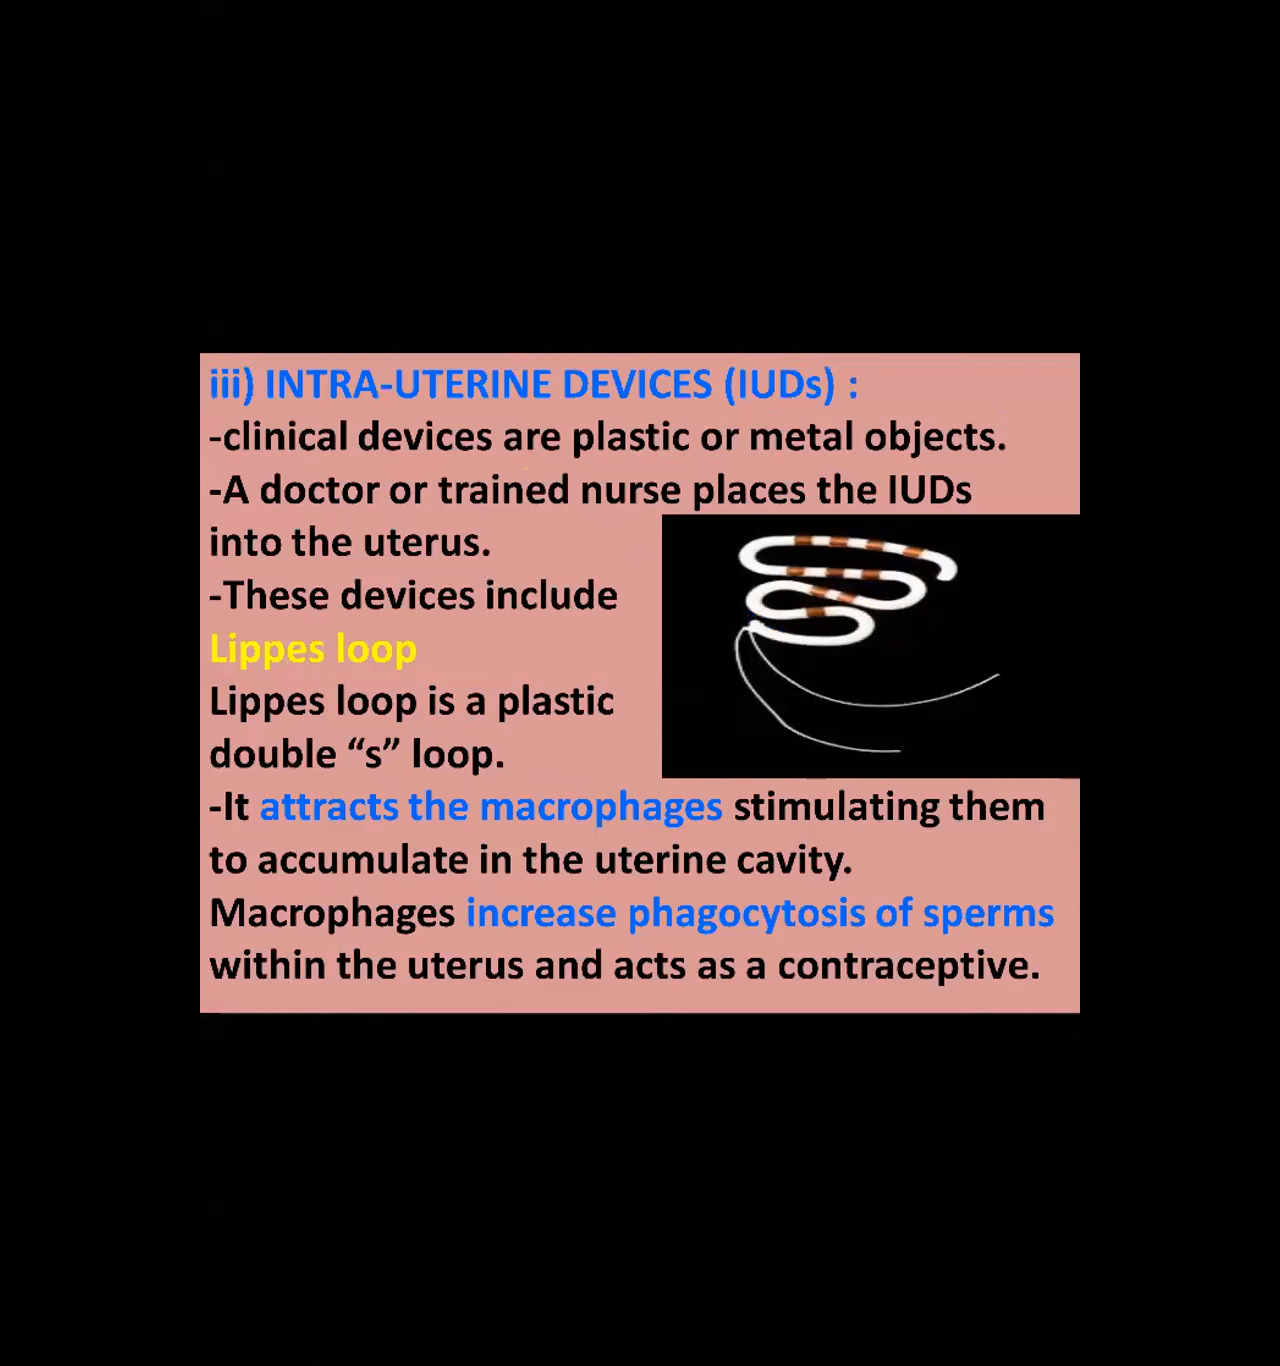 iii) INTRA-UTERINE DEVICES (IUDs) :
-clinical devices are plastic or metal objects.
-A doctor or trained nurse places the IUDs
into the uterus.
-These devices include
Lippes loop
Lippes loop is a plastic
double “s” loop.
-It attracts the macrophages stimulating them
to accumulate in the uterine cavity.
Macrophages increase phagocytosis of sperms
within the uterus and acts as a contraceptive.